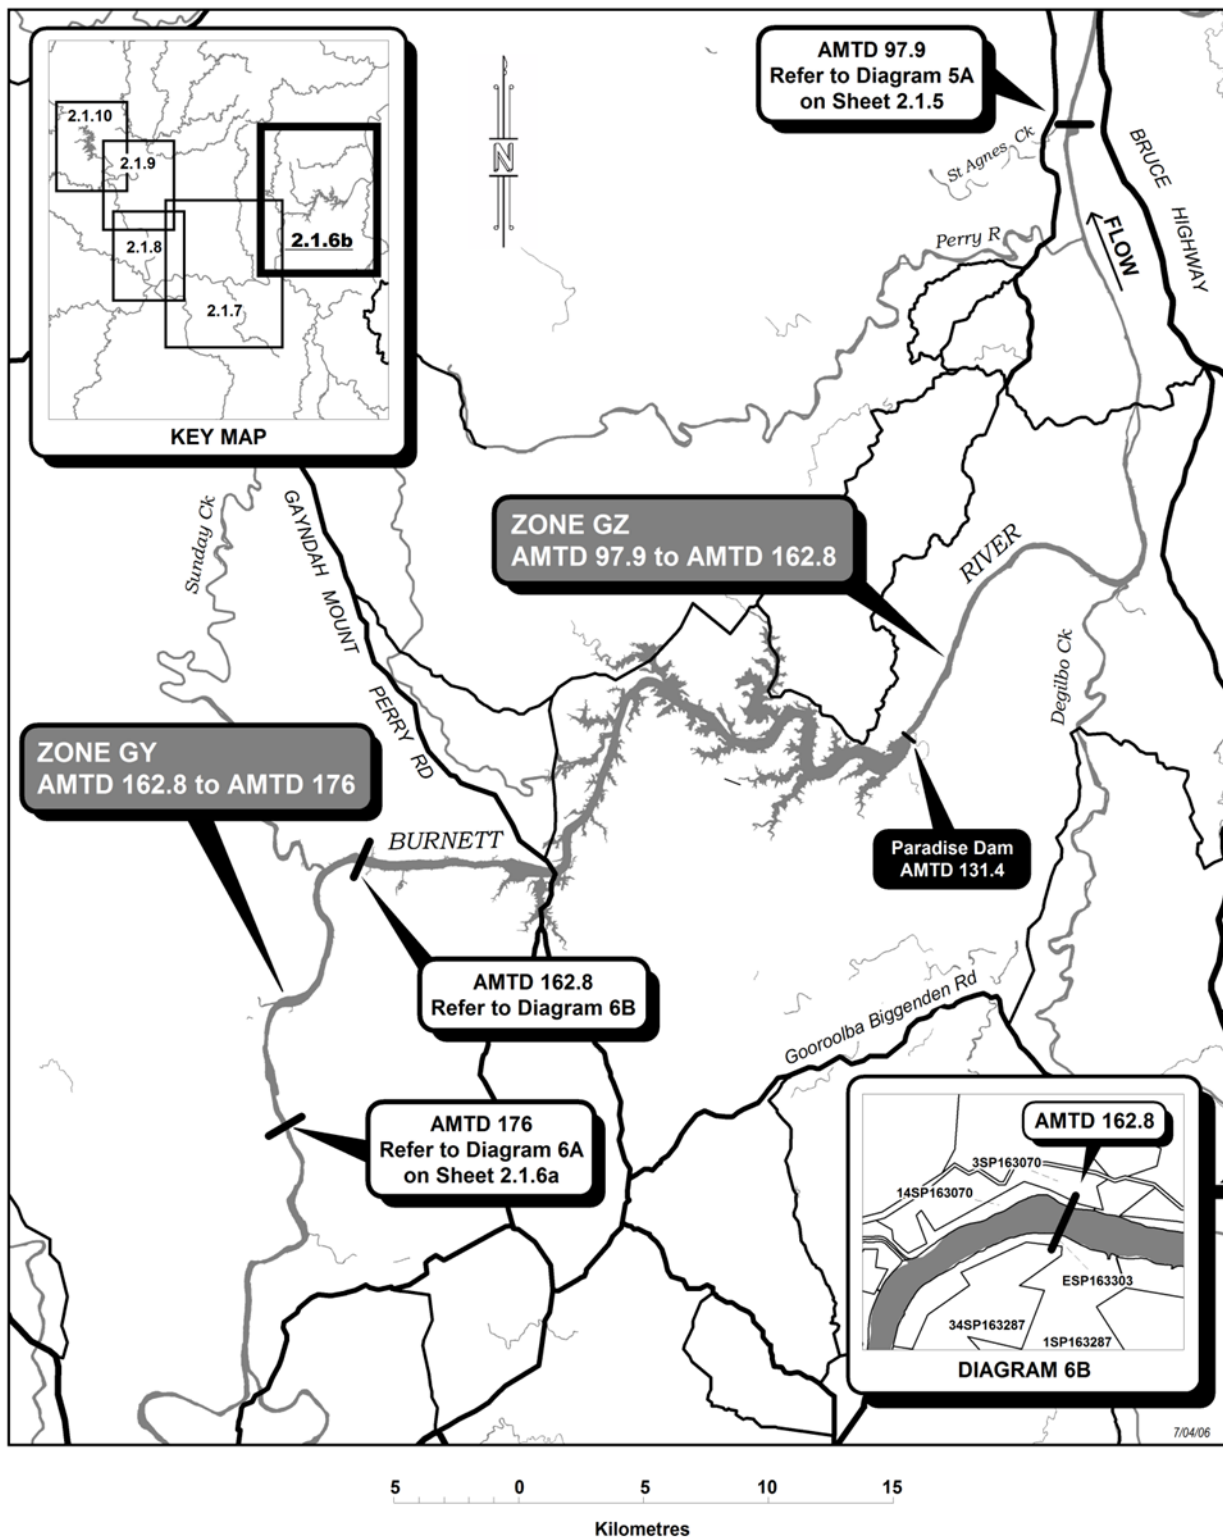 2.1.10
2.1.9
2.1.8
2.1.6b
2.1.7
KEY MAP
N
AMTD 97.9
Refer to Diagram 5A
on Sheet 2.1.5
St Agnes Ck
BRUCE HIGHWAY
Perry R
FLOW
Sunday Ck
GAYNDAH MOUNT PERRY RD
ZONE GZ
AMTD 97.9 to AMTD 162.8
RIVER
Degilbo Ck
ZONE GY
AMTD 162.8 to AMTD 176
BURNETT
Paradise Dam
AMTD 131.4
AMTD 162.8
Refer to Diagram 6B
Gooroolba Biggenden Rd
AMTD 176
Refer to Diagram 6A
on Sheet 2.1.6a
AMTD 162.8
3SP163070
14SP163070
ESP163303
34SP163287
1SP163287
DIAGRAM 6B
7/04/06
5 0 5 10 15
Kilometres